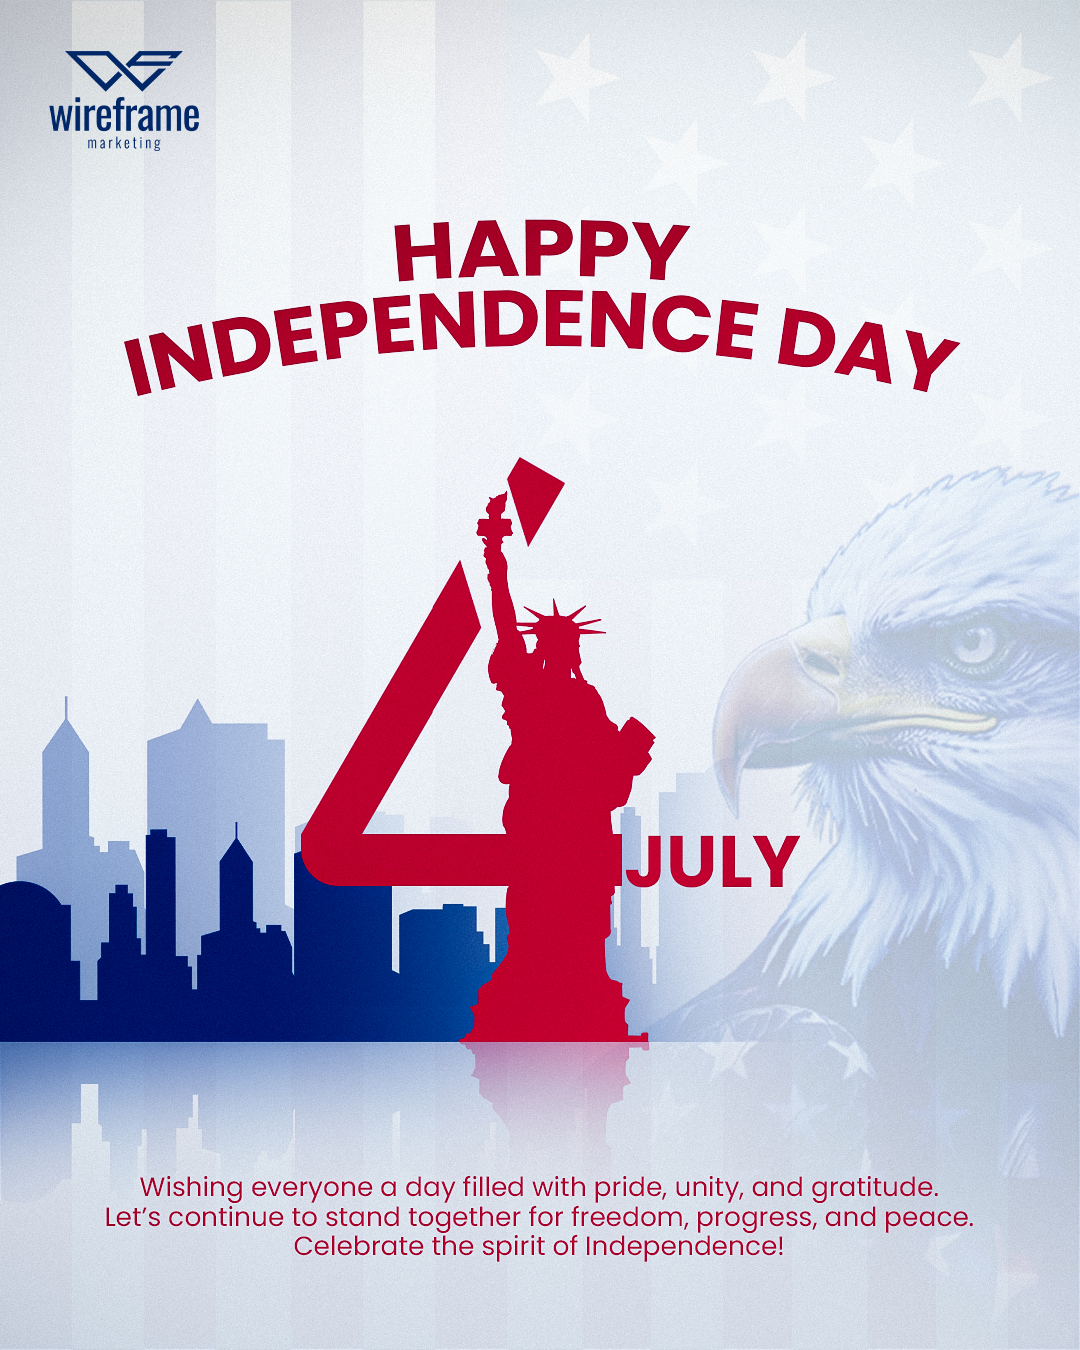 wireframe
marketing
HAPPY
INDEPENDENCE DAY
4 JULY
Wishing everyone a day filled with pride, unity, and gratitude.
Let’s continue to stand together for freedom, progress, and peace.
Celebrate the spirit of Independence!